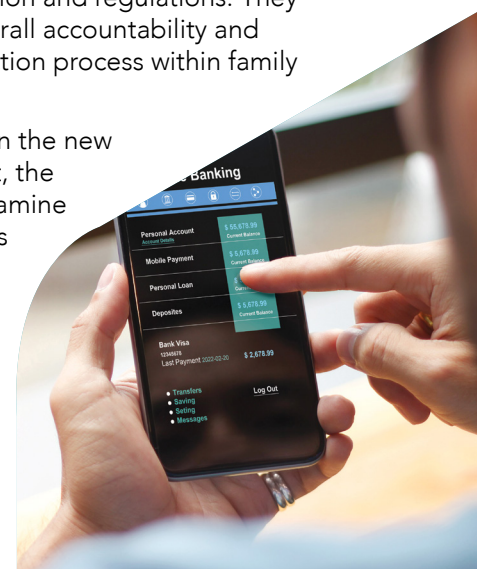 ion and regulations. They
rall accountability and
tion process within family
n the new
t, the
amine
s
Banking
Personal Account
Account Details
$ 55,678.99
Current Balance
Mobile Payment
$ 5,678.99
Current Balance
Personal Loan
$
Deposites
$ 5,678.99
Current Balance
Bank Visa
12345678
Last Payment 2023-02-20
$ 2,678.99
Transfers
Saving
Seting
Messages
Log Out